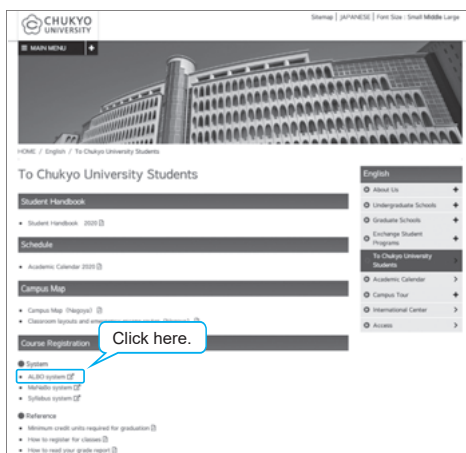 CHUKYO
UNIVERSITY
Sitemap | JAPANESE | Font Size : Small Middle Large
MAIN MENU +
HOME / English / To Chukyo University Students
To Chukyo University Students
Student Handbook
Student Handbook 2020
Schedule
Academic Calendar 2020
Campus Map
Campus Map (Nagoya)
Classroom layouts and
Course Registration
Click here.
System
ALBO system
MaNaBo system
Syllabus system
Reference
Minimum credit units required for graduation
How to register for classes
How to read your grade report
English
About Us +
Undergraduate Schools +
Graduate Schools +
Exchange Student
Programs +
To Chukyo University
Students >
Academic Calendar >
Campus Tour +
International Center >
Access >